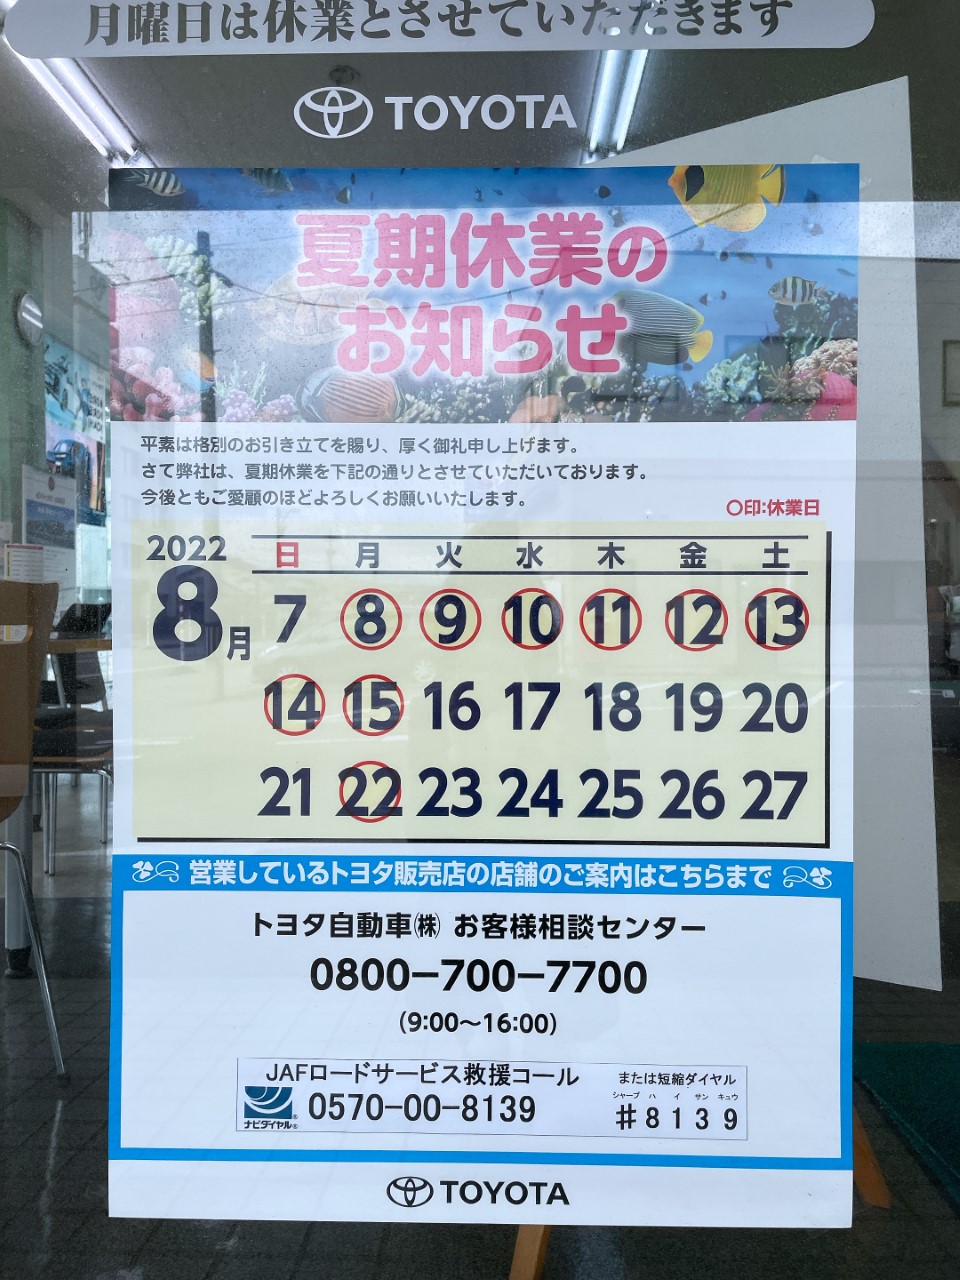 月曜日は休業とさせていただきます
TOYOTA
夏期休業の
お知らせ
平素は格別のお引き立てを賜り、厚く御礼申し上げます。
さて弊社は、夏期休業を下記の通りとさせていただいております。
今後ともご愛顧のほどよろしくお願いいたします。
○印:休業日
2022
8月
日 月 火 水 木 金 土
7 8 9 10 11 12 13
14 15 16 17 18 19 20
21 22 23 24 25 26 27
営業しているトヨタ販売店の店舗のご案内はこちらまで
トヨタ自動車㈱ お客様相談センター
0800-700-7700
(9:00〜16:00)
JAFロードサービス救援コール
ナビダイヤル®
0570-00-8139
または短縮ダイヤル
シャープ ハ イ サン キュウ
#8139
TOYOTA